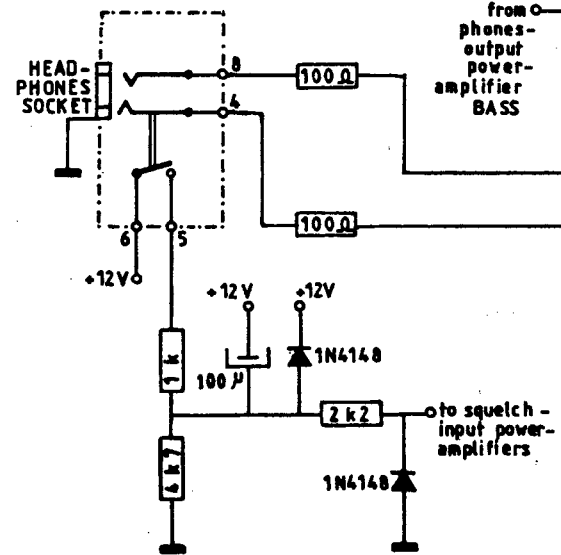 from
phones-
output
power-
amplifier
BASS
HEAD-
PHONES
SOCKET
8
100Ω
4
100Ω
6
5
+12V
+12V
+12V
1k
100µ
1N4148
2k2
to squelch-
input power-
amplifiers
4k7
1N4148